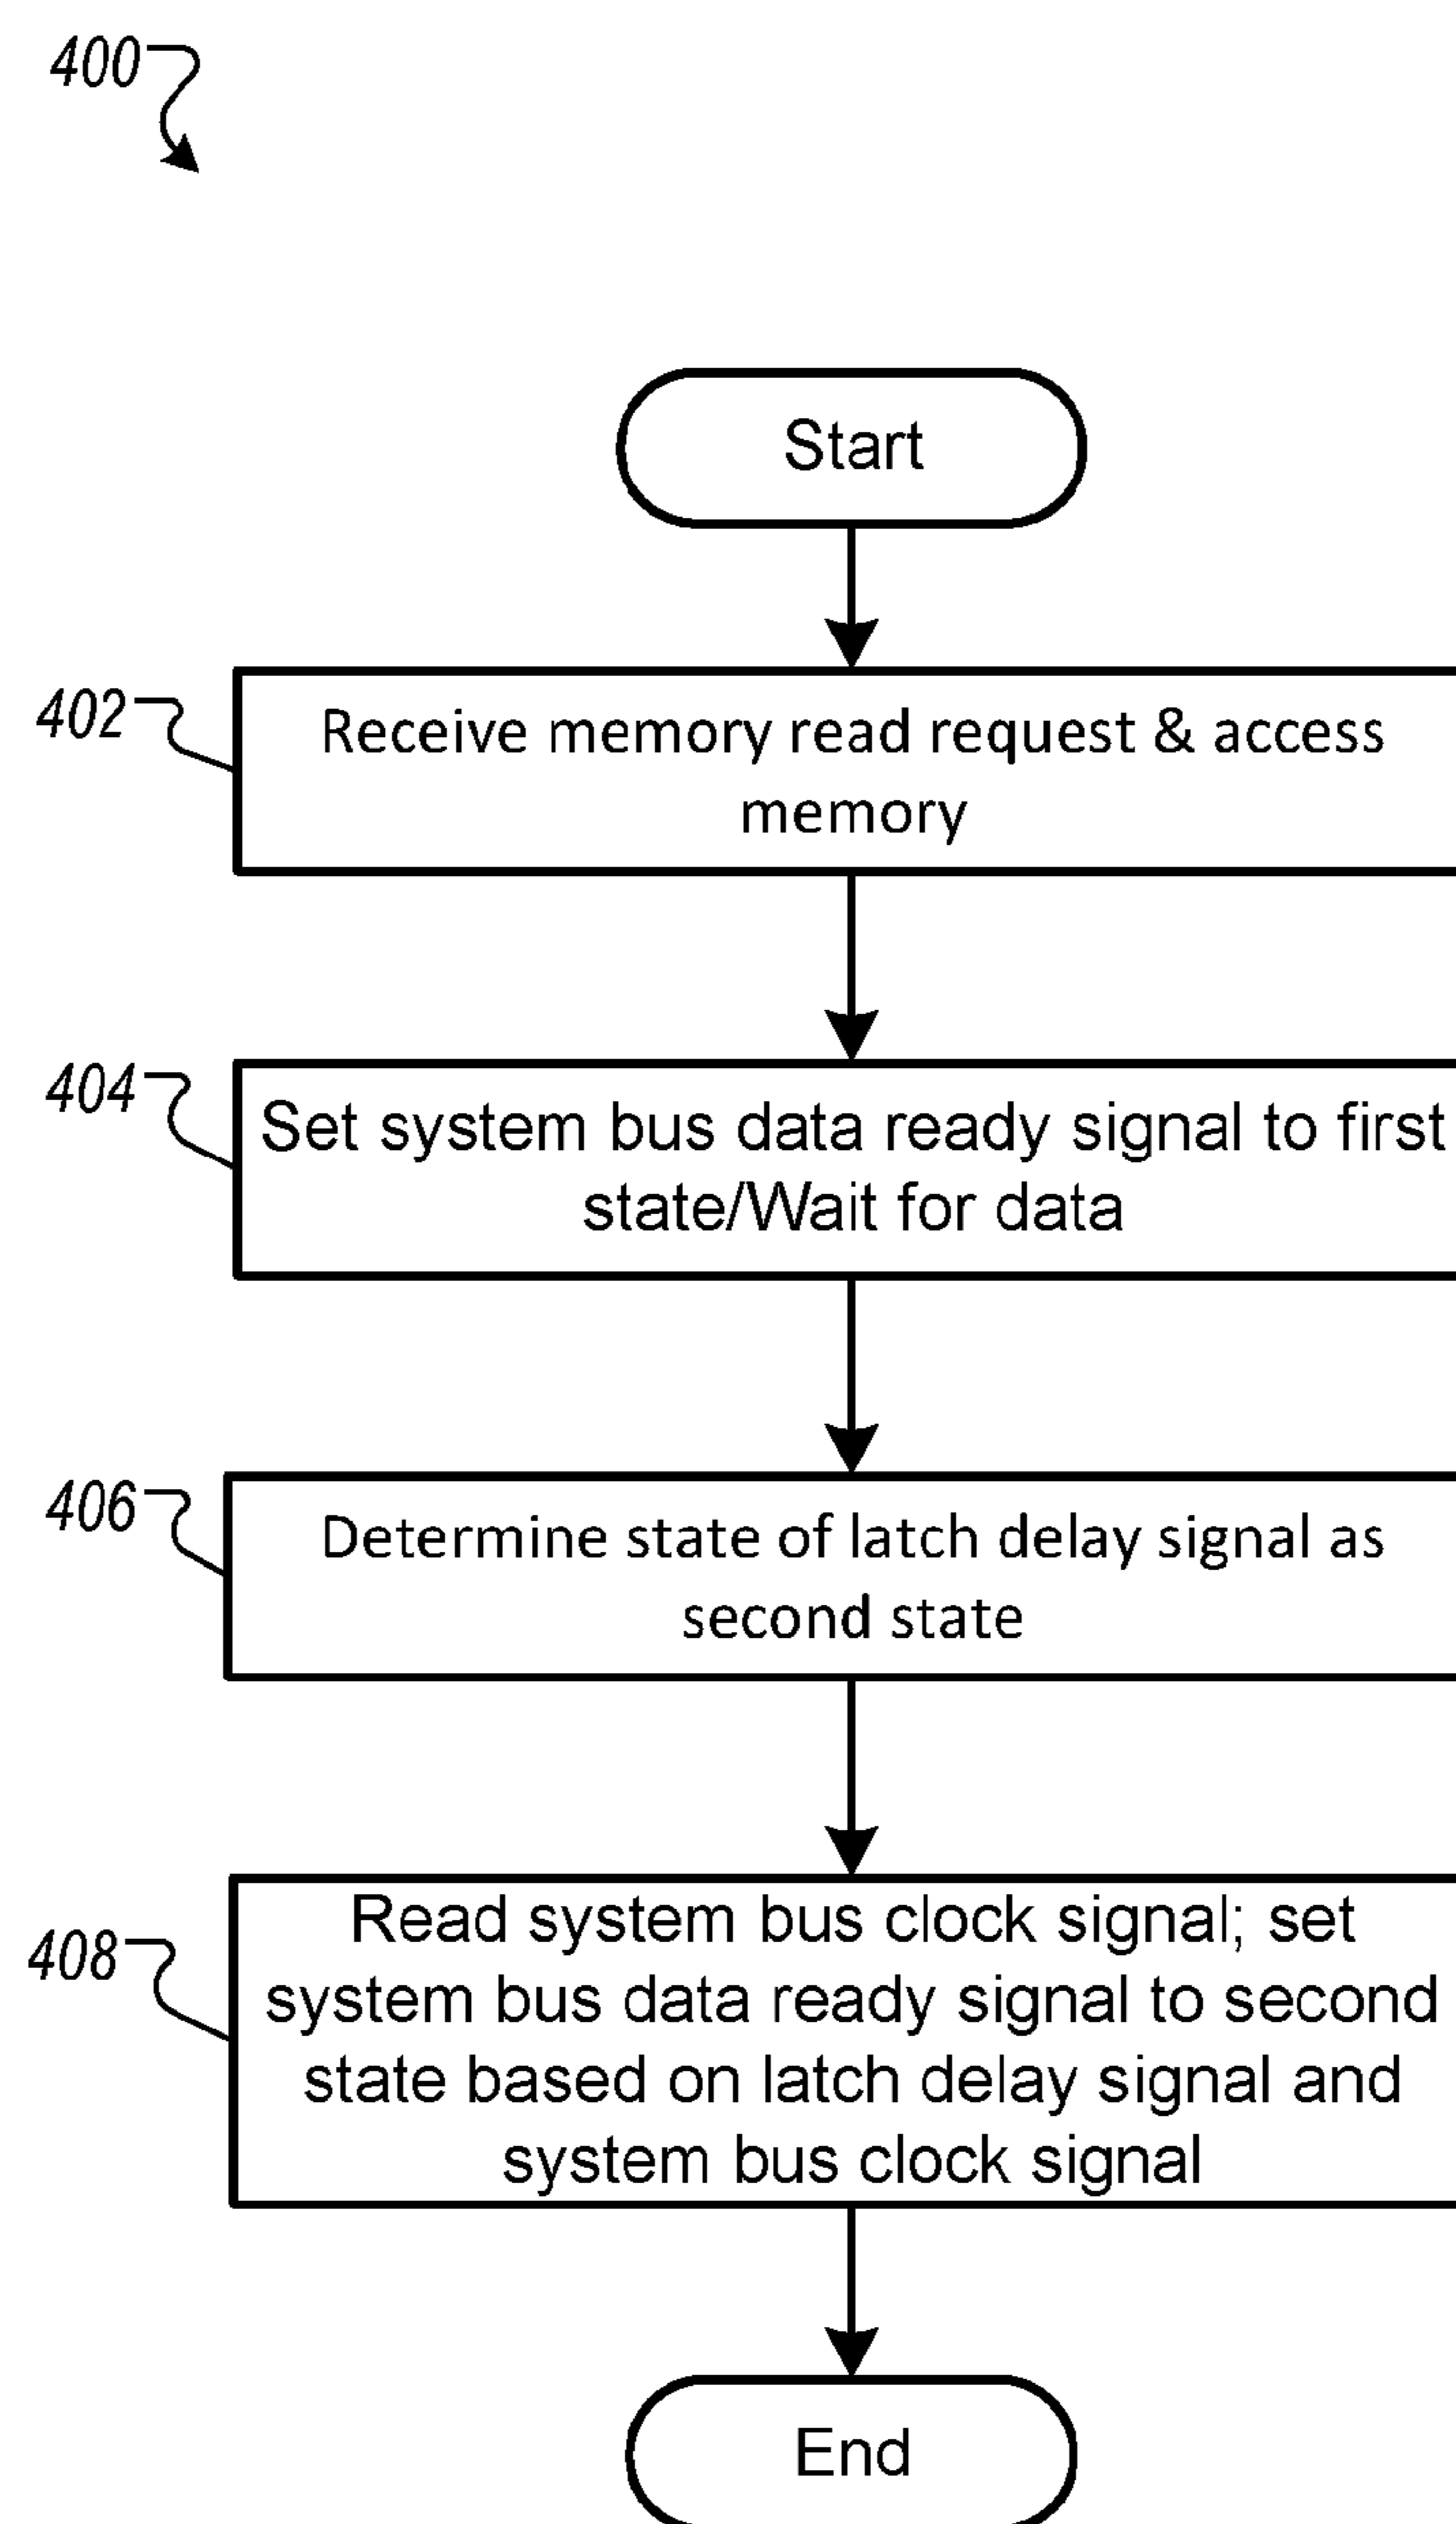 400
Start
402
Receive memory read request & access
memory
404
Set system bus data ready signal to first
state/Wait for data
406
Determine state of latch delay signal as
second state
408
Read system bus clock signal; set
system bus data ready signal to second
state based on latch delay signal and
system bus clock signal
End